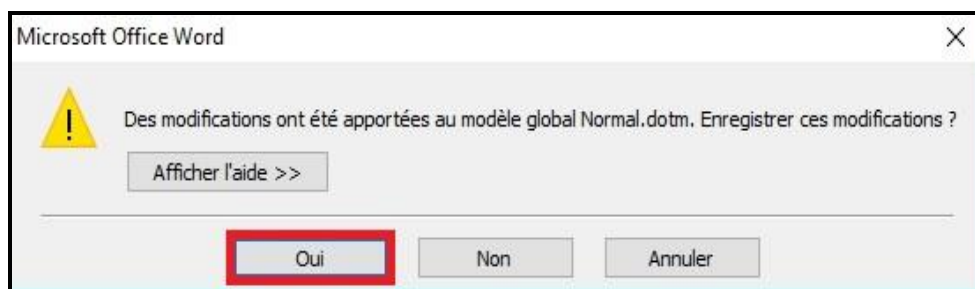 Microsoft Office Word
Des modifications ont été apportées au modèle global Normal.dotm. Enregistrer ces modifications ?
Afficher l'aide >>
Oui Non Annuler